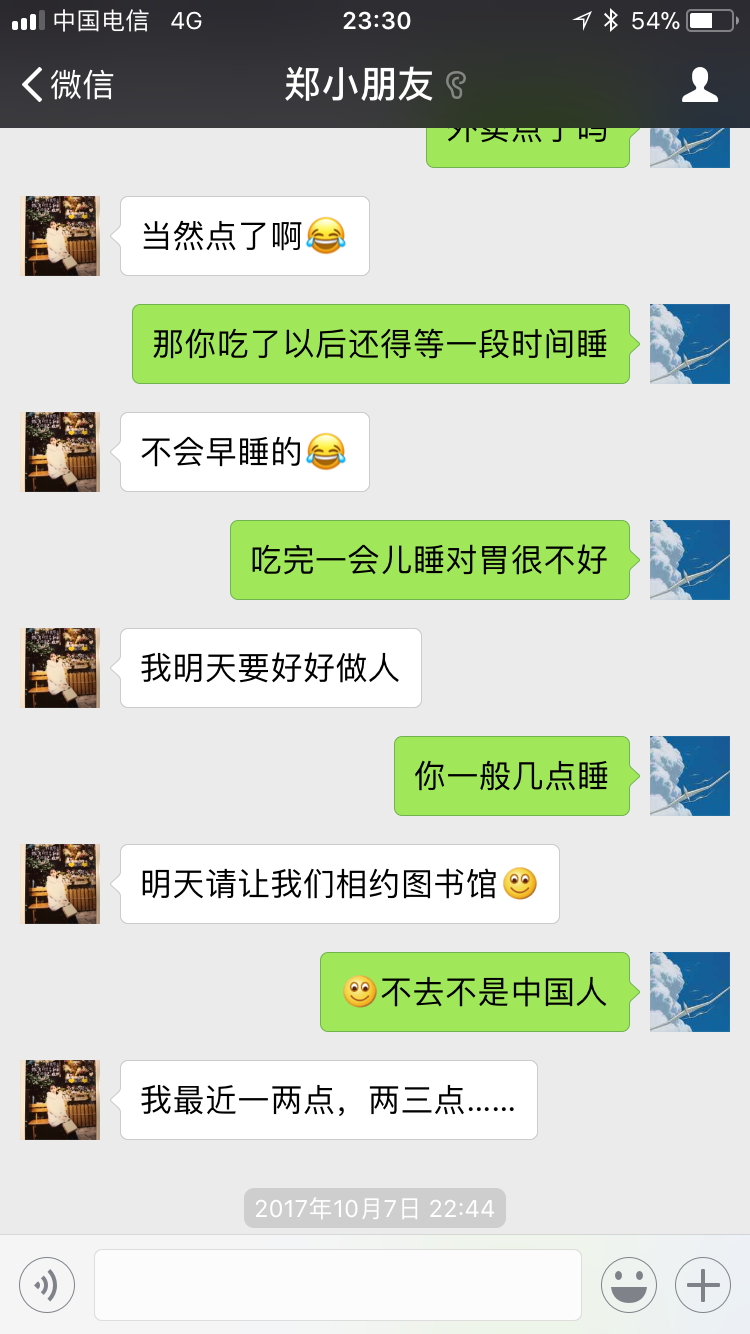 中国电信 4G 23:30 54%
微信 郑小朋友
外卖点了吗
当然点了啊😂
那你吃了以后还得等一段时间睡
不会早睡的😂
吃完一会儿睡对胃很不好
我明天要好好做人
你一般几点睡
明天请让我们相约图书馆🙂
🙂不去不是中国人
我最近一两点，两三点……
2017年10月7日 22:44